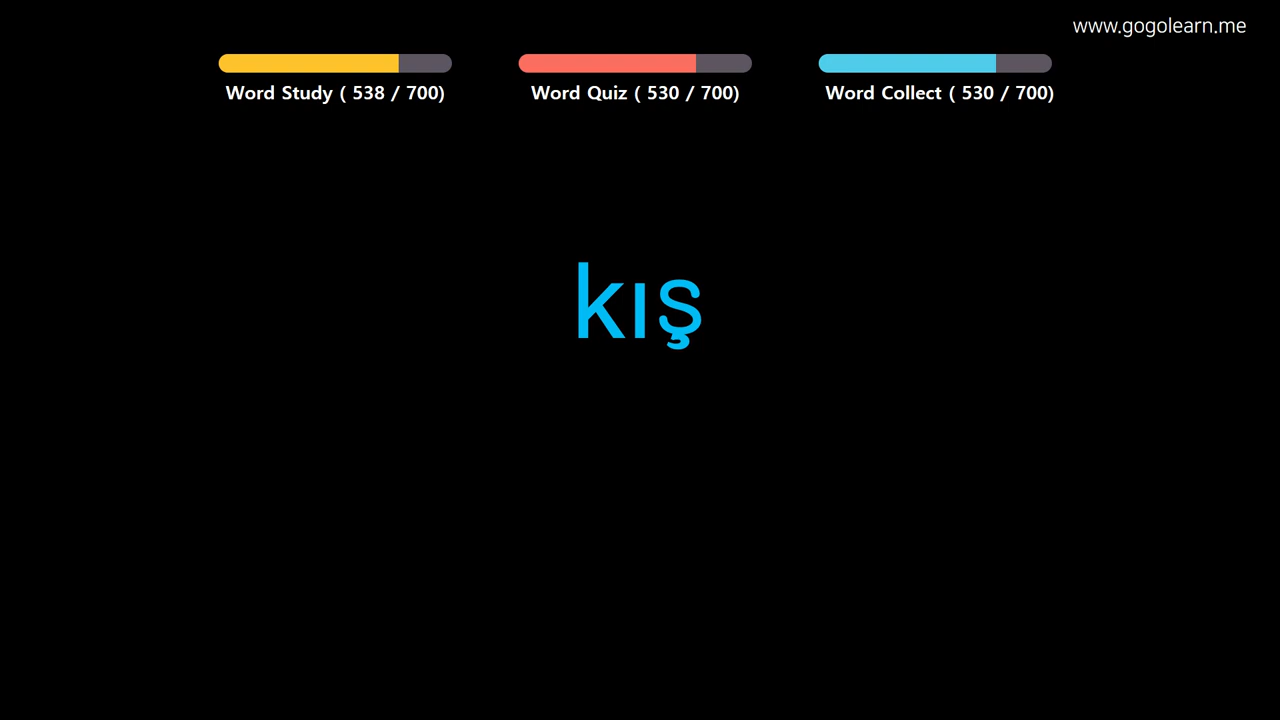 www.gogolearn.me
Word Study ( 538 / 700)
Word Quiz ( 530 / 700)
Word Collect ( 530 / 700)
kış